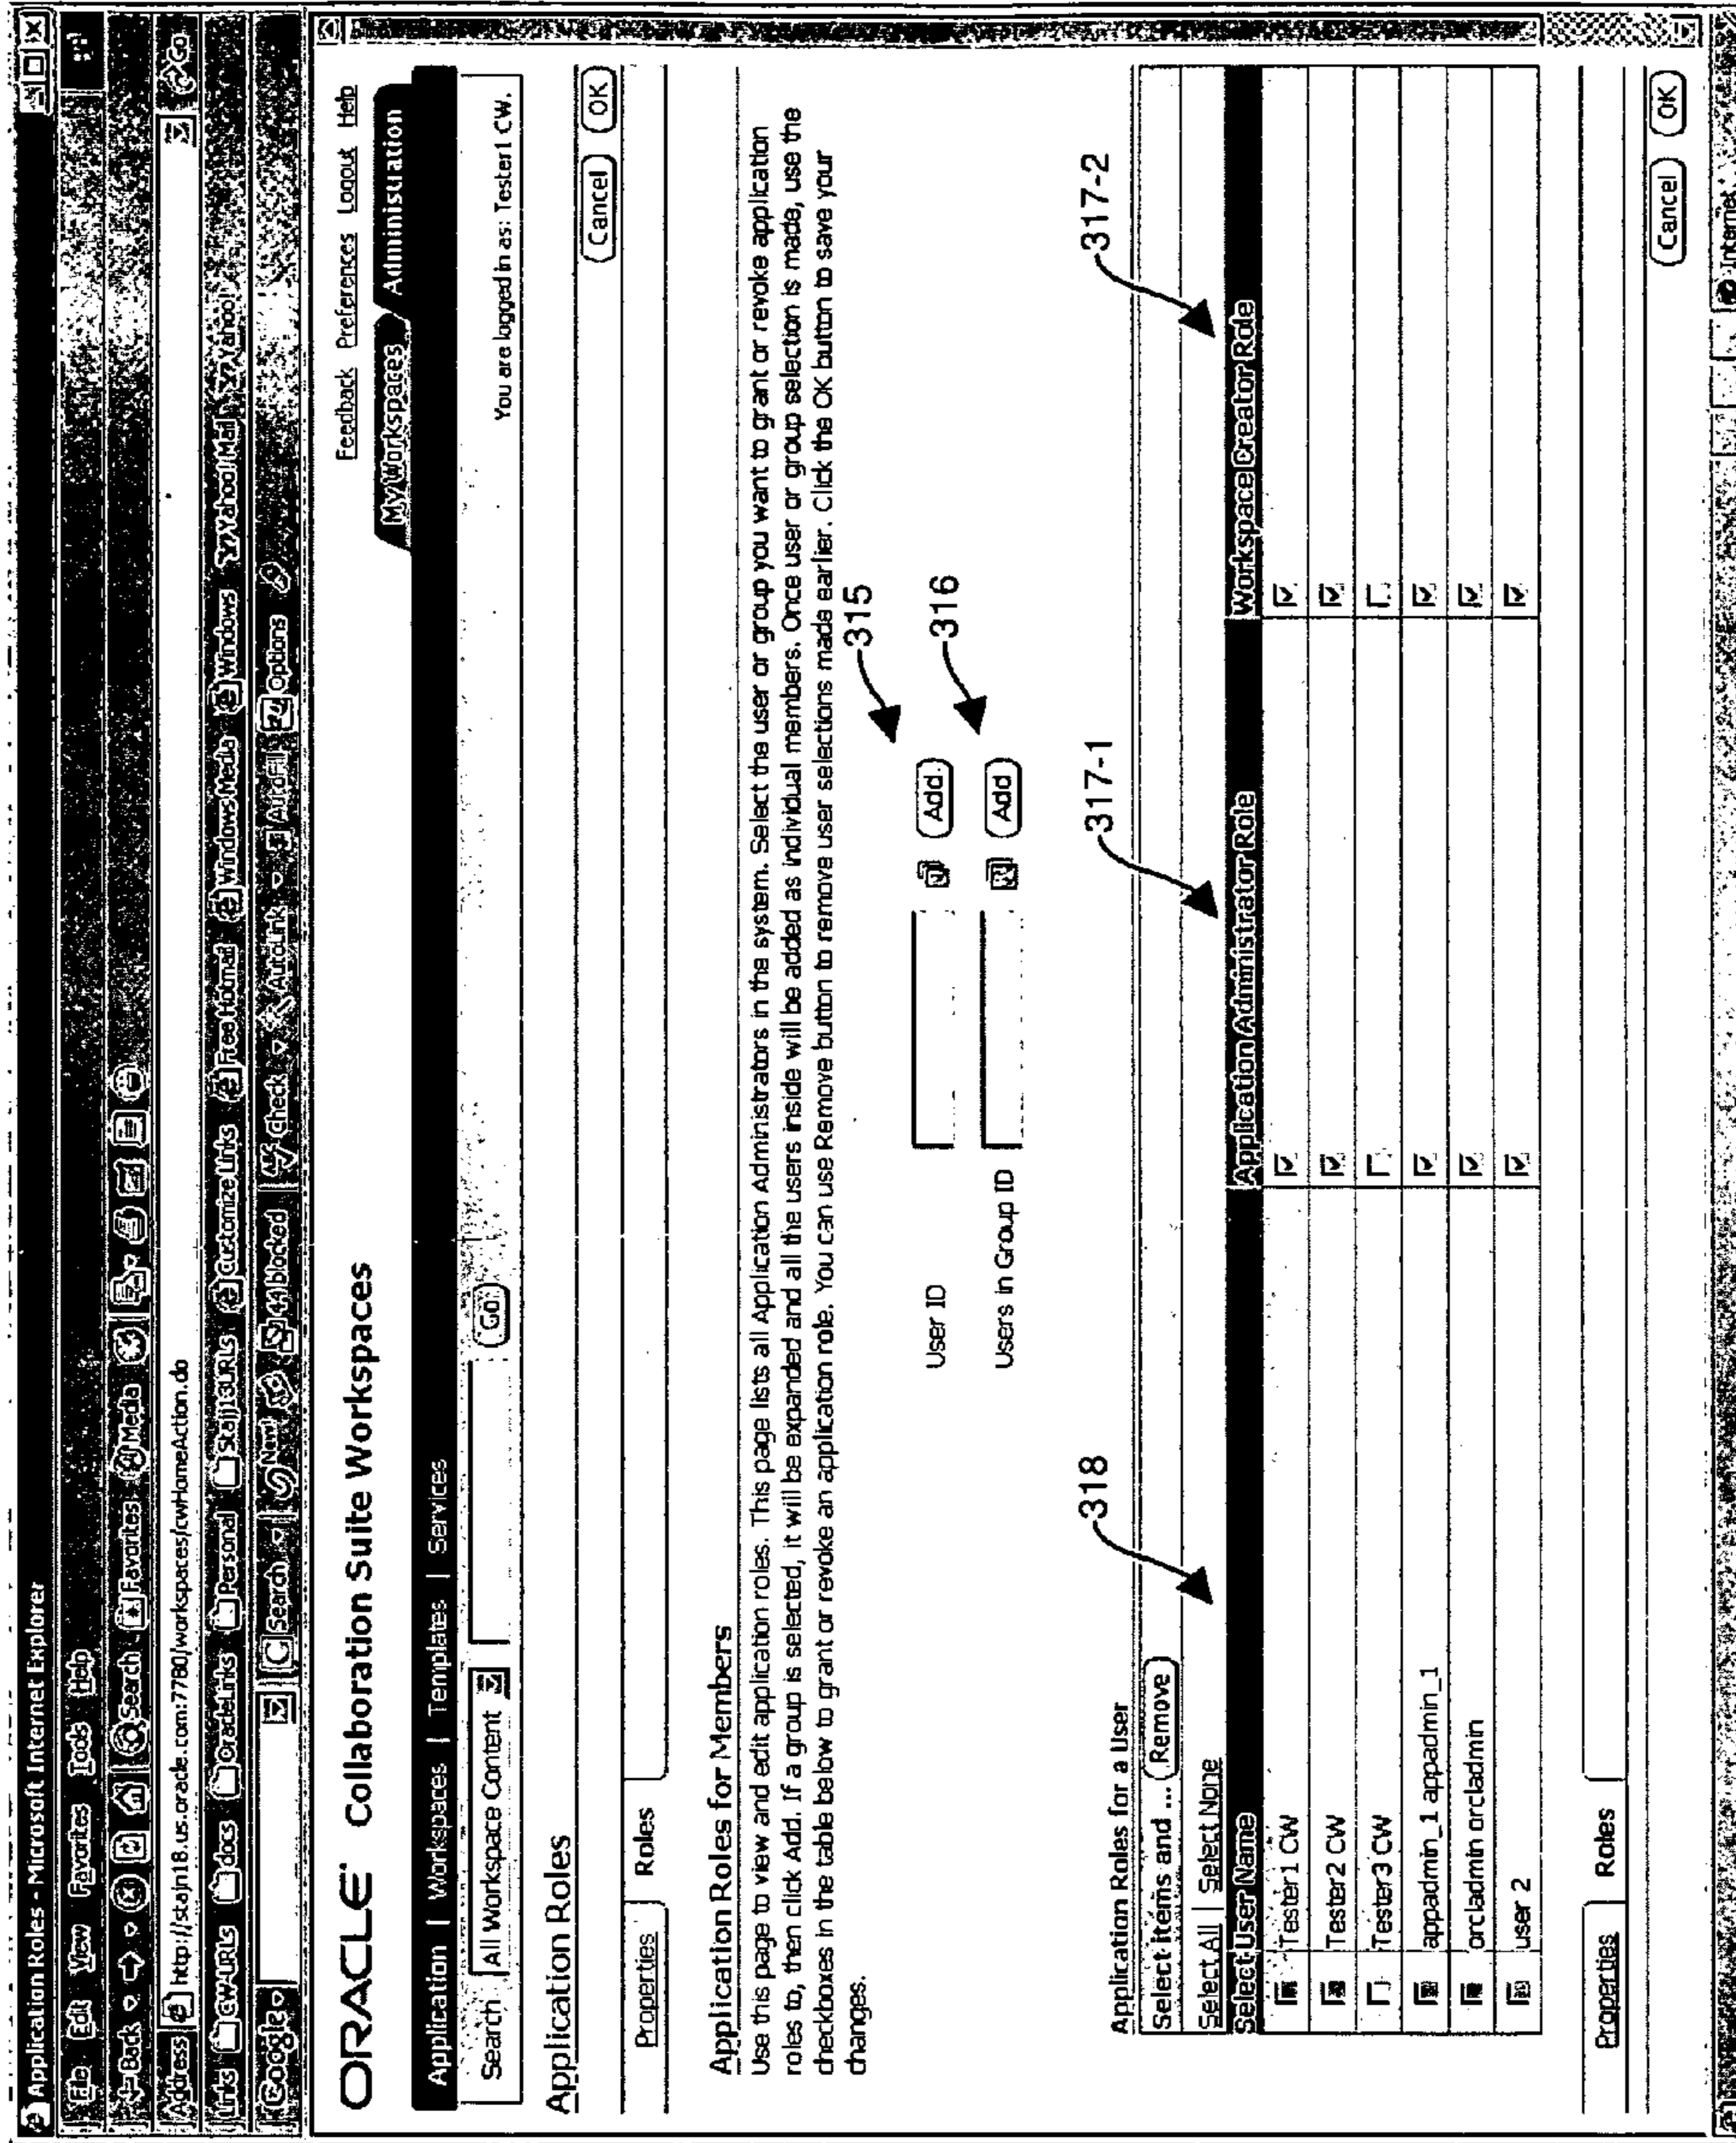 Application Roles - Microsoft Internet Explorer
File Edit View Favorites Tools Help
Back Search Favorites Media
Address http://stajn18.us.oracle.com:7780/workspaces/cwHomeAction.do Go
Links CW-URLs docs OracleLinks Personal Stajj13URLs Customize Links Free Hotmail Windows Media Windows Yahoo! Mail Yahoo!
Google Search New! 44 blocked Check AutoLink AutoFill Options
ORACLE Collaboration Suite Workspaces
Feedback Preferences Logout Help
My Workspaces Administration
Application | Workspaces | Templates | Services
Search All Workspace Content Go
You are logged in as: Tester1 CW.
Application Roles
Cancel OK
Properties Roles
Application Roles for Members
Use this page to view and edit application roles. This page lists all Application Administrators in the system. Select the user or group you want to grant or revoke application
roles to, then click Add. If a group is selected, it will be expanded and all the users inside will be added as individual members. Once user or group selection is made, use the
checkboxes in the table below to grant or revoke an application role. You can use Remove button to remove user selections made earlier. Click the OK button to save your
changes.
315
User ID Add
316
Users in Group ID Add
318
317-1
317-2
Application Roles for a User
Select items and ... Remove
Select All | Select None
Select User Name Application Administrator Role Workspace Creator Role
Tester1 CW
Tester2 CW
Tester3 CW
appadmin_1 appadmin_1
orcladmin orcladmin
user 2
Properties Roles
Cancel OK
Internet